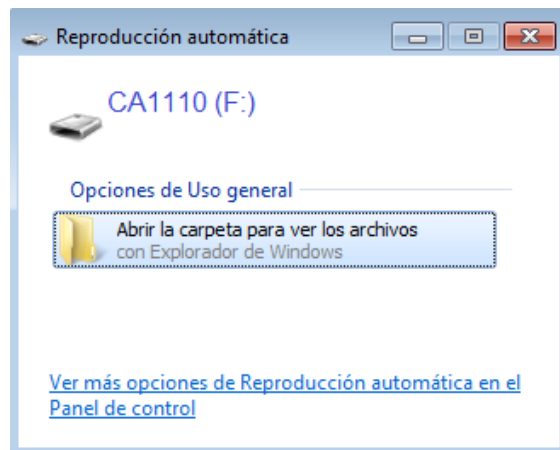 Reproducción automática
CA1110 (F:)
Opciones de Uso general
Abrir la carpeta para ver los archivos
con Explorador de Windows
Ver más opciones de Reproducción automática en el
Panel de control